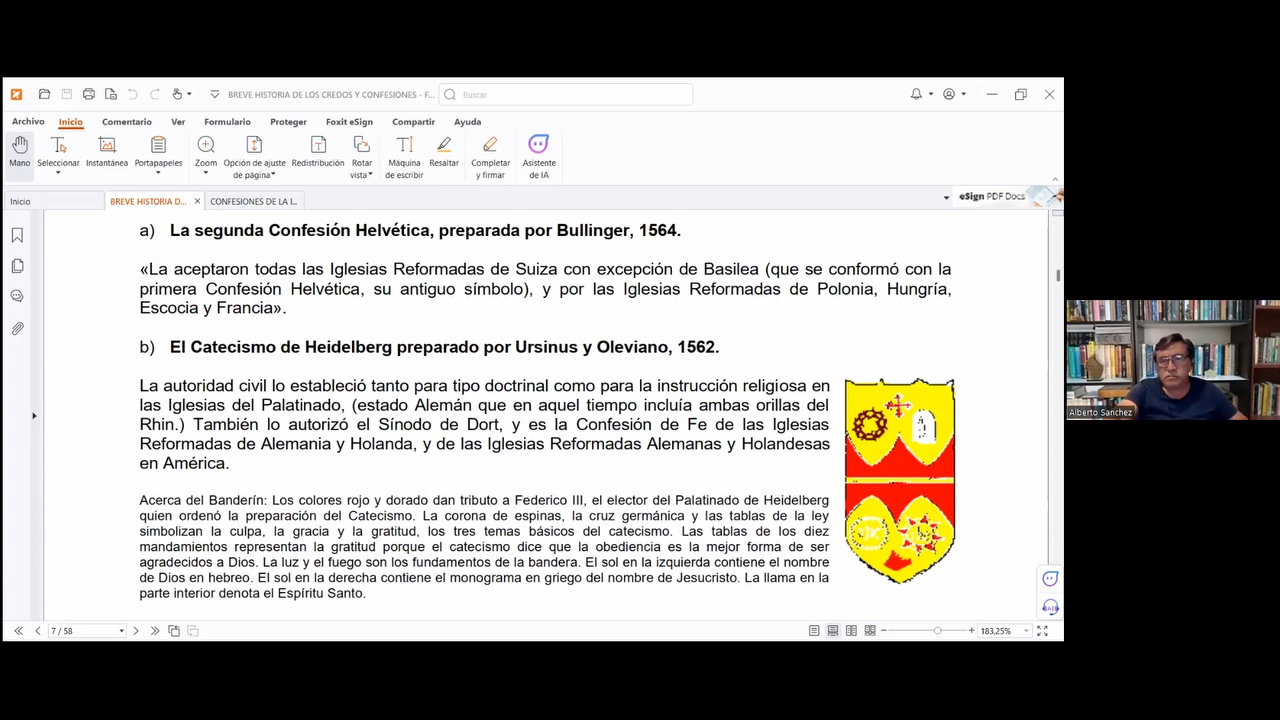 BREVE HISTORIA DE LOS CREDOS Y CONFESIONES - F...
Buscar
Archivo Inicio Comentario Ver Formulario Proteger Foxit eSign Compartir Ayuda
Mano Seleccionar Instantánea Portapapeles Zoom Opción de ajuste de página Redistribución Rotar vista Máquina de escribir Resaltar Completar y firmar Asistente de IA
Inicio BREVE HISTORIA D... CONFESIONES DE LA I... eSign PDF Docs
a) La segunda Confesión Helvética, preparada por Bullinger, 1564.
«La aceptaron todas las Iglesias Reformadas de Suiza con excepción de Basilea (que se conformó con la
primera Confesión Helvética, su antiguo símbolo), y por las Iglesias Reformadas de Polonia, Hungría,
Escocia y Francia».
b) El Catecismo de Heidelberg preparado por Ursinus y Oleviano, 1562.
La autoridad civil lo estableció tanto para tipo doctrinal como para la instrucción religiosa en
las Iglesias del Palatinado, (estado Alemán que en aquel tiempo incluía ambas orillas del
Rhin.) También lo autorizó el Sínodo de Dort, y es la Confesión de Fe de las Iglesias
Reformadas de Alemania y Holanda, y de las Iglesias Reformadas Alemanas y Holandesas
en América.
Acerca del Banderín: Los colores rojo y dorado dan tributo a Federico III, el elector del Palatinado de Heidelberg
quien ordenó la preparación del Catecismo. La corona de espinas, la cruz germánica y las tablas de la ley
simbolizan la culpa, la gracia y la gratitud, los tres temas básicos del catecismo. Las tablas de los diez
mandamientos representan la gratitud porque el catecismo dice que la obediencia es la mejor forma de ser
agradecidos a Dios. La luz y el fuego son los fundamentos de la bandera. El sol en la izquierda contiene el nombre
de Dios en hebreo. El sol en la derecha contiene el monograma en griego del nombre de Jesucristo. La llama en la
parte interior denota el Espíritu Santo.
7 / 58
183,25%
Alberto Sanchez